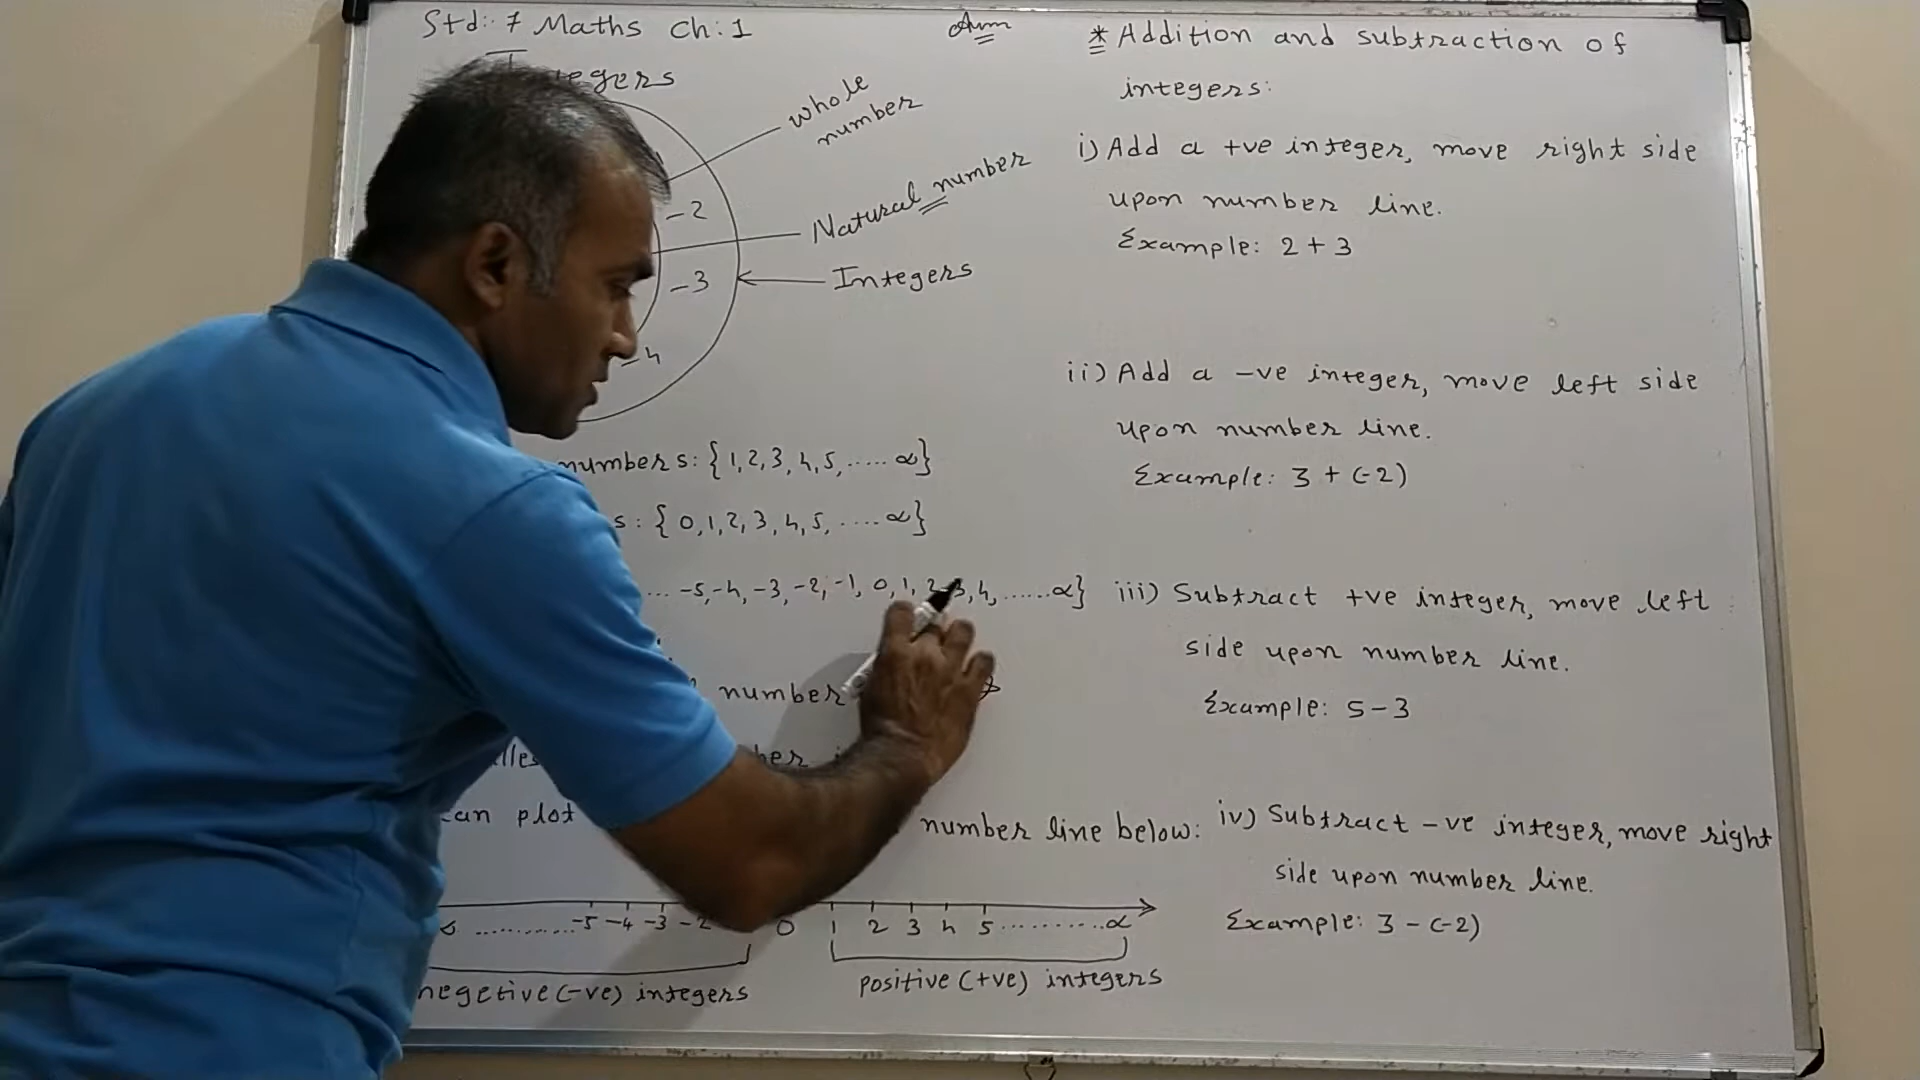 Std:- 7 Maths Ch:1
Aum
whole
number
Natural number
Integers
-2
-3
-4
numbers: {1,2,3,4,5,..... α}
s: {0,1,2,3,4,5,.....α}
... -5,-4,-3,-2,-1,0,1,2,3,4,......α}
number
can plot
number line below:
-5 -4 -3 -2 0 1 2 3 4 5..........α
negetive(-ve) integers
positive(+ve) integers
* Addition and subtraction of
integers:
i) Add a +ve integer, move right side
upon number line.
Example: 2 + 3
ii) Add a -ve integer, move left side
upon number line.
Example: 3 + (-2)
iii) Subtract +ve integer, move left
side upon number line.
Example: 5 - 3
iv) Subtract -ve integer, move right
side upon number line.
Example: 3 - (-2)